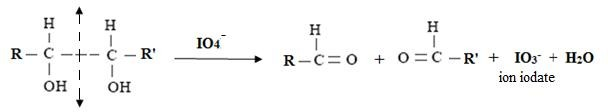 H H H H
R – C – C – R' IO4⁻ R – C = O + O = C – R' + IO3⁻ + H2O
OH OH ion iodate